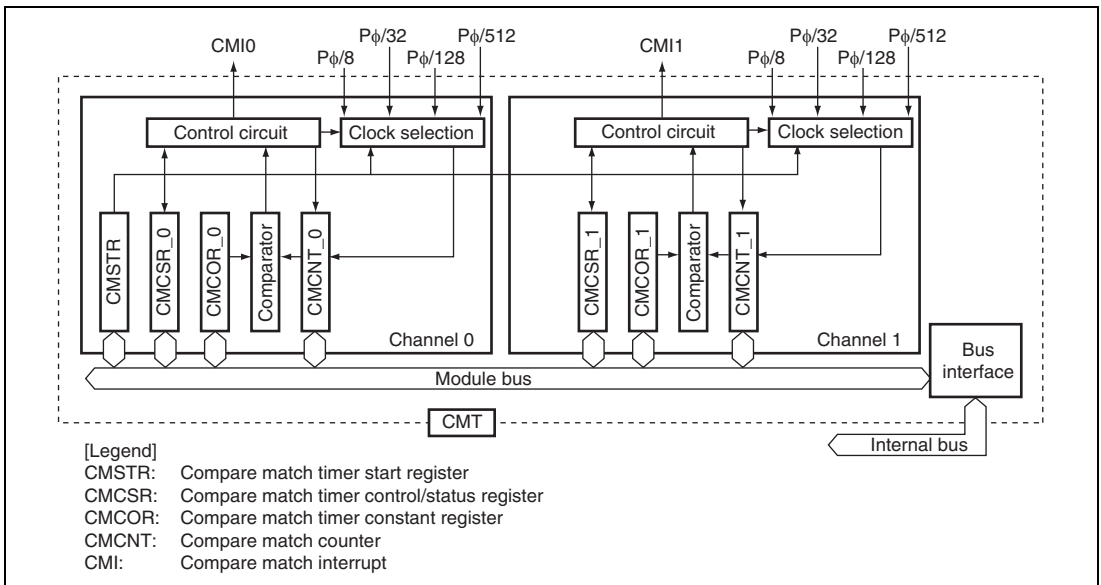 CMI0
Pφ/8
Pφ/32
Pφ/128
Pφ/512
CMI1
Pφ/8
Pφ/32
Pφ/128
Pφ/512
Control circuit
Clock selection
Control circuit
Clock selection
CMSTR
CMCSR_0
CMCOR_0
Comparator
CMCNT_0
CMCSR_1
CMCOR_1
Comparator
CMCNT_1
Channel 0
Channel 1
Bus
interface
Module bus
CMT
Internal bus
[Legend]
CMSTR: Compare match timer start register
CMCSR: Compare match timer control/status register
CMCOR: Compare match timer constant register
CMCNT: Compare match counter
CMI: Compare match interrupt